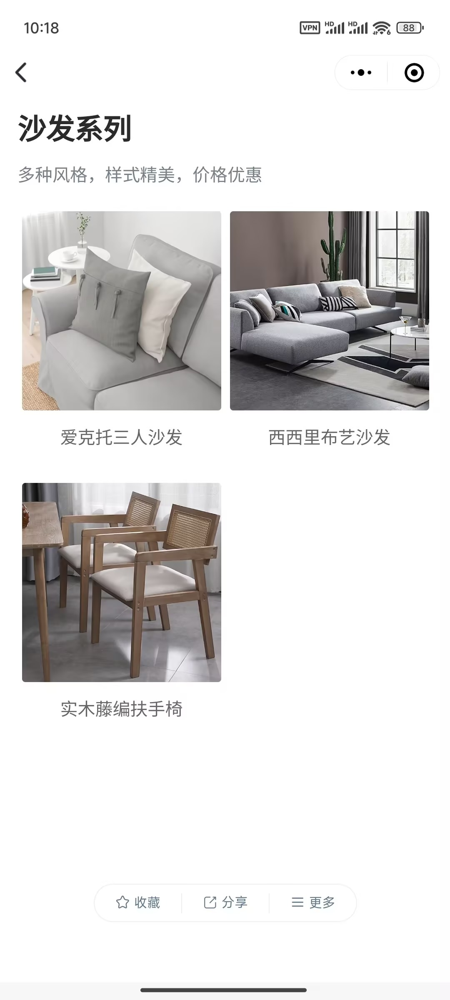 10:18
VPN HD HD 6 88
沙发系列
多种风格，样式精美，价格优惠
爱克托三人沙发
西西里布艺沙发
实木藤编扶手椅
收藏 分享 更多